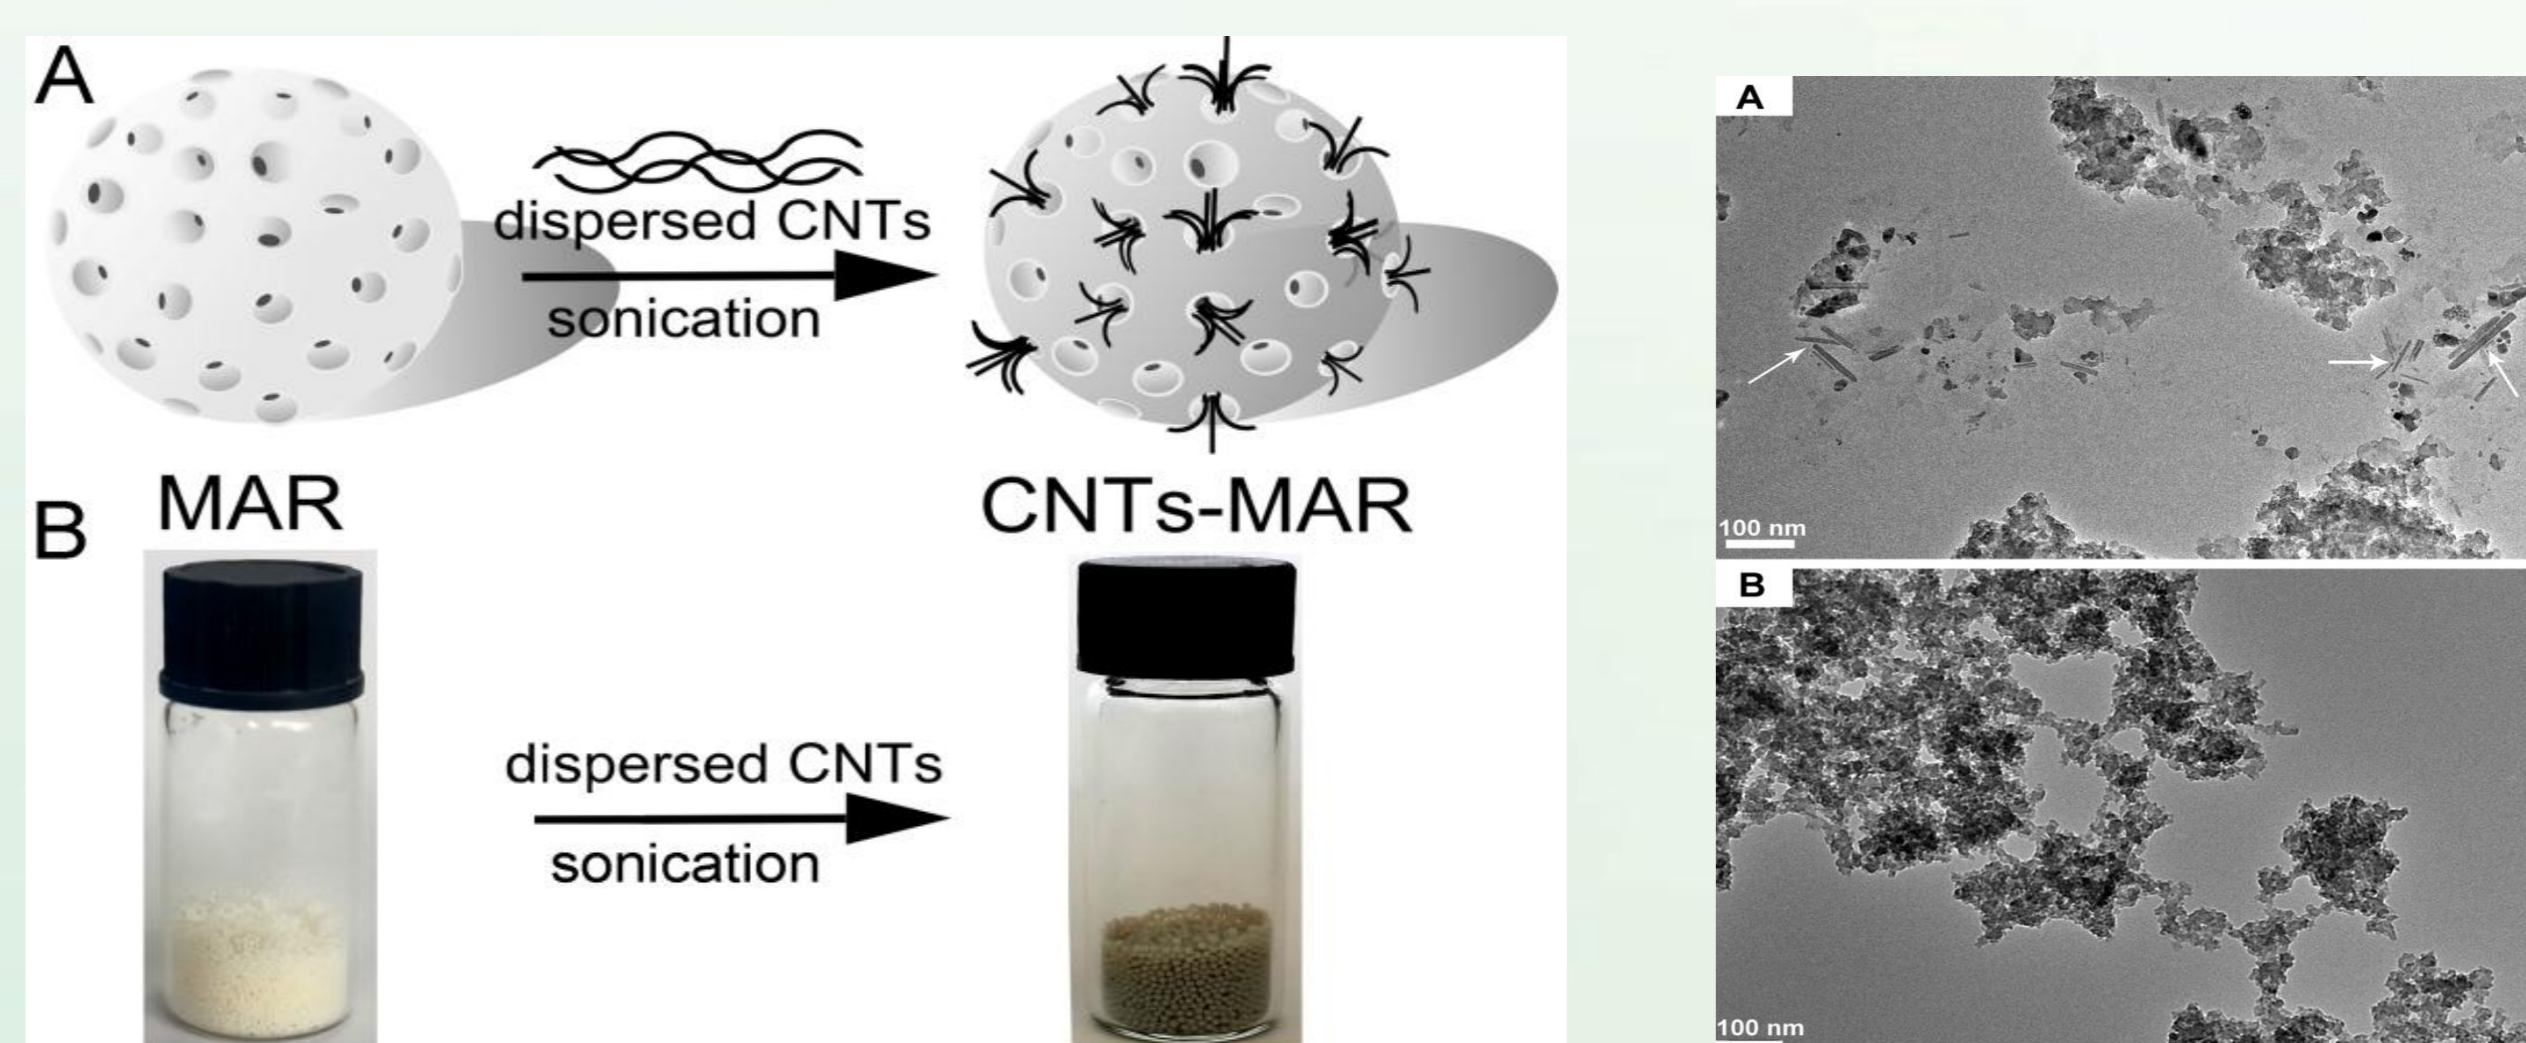 A
dispersed CNTs
sonication
MAR
CNTs-MAR
B
dispersed CNTs
sonication
A
100 nm
B
100 nm